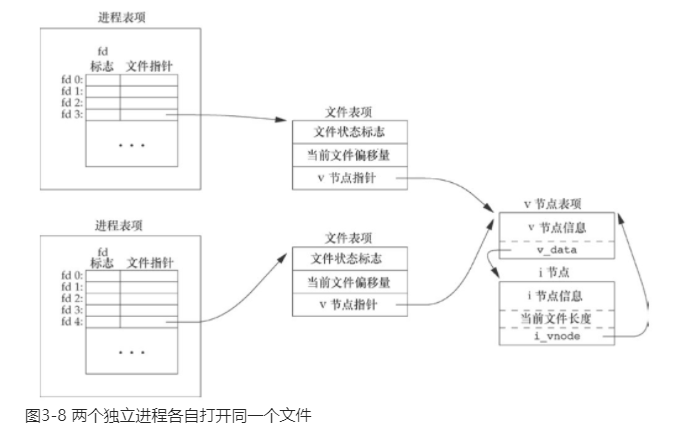 进程表项
fd
标志 文件指针
fd 0:
fd 1:
fd 2:
fd 3:
...
文件表项
文件状态标志
当前文件偏移量
v 节点指针
进程表项
fd
标志 文件指针
fd 0:
fd 1:
fd 2:
fd 3:
fd 4:
...
文件表项
文件状态标志
当前文件偏移量
v 节点指针
v 节点表项
v 节点信息
v_data
i 节点
i 节点信息
当前文件长度
i_vnode
图3-8 两个独立进程各自打开同一个文件